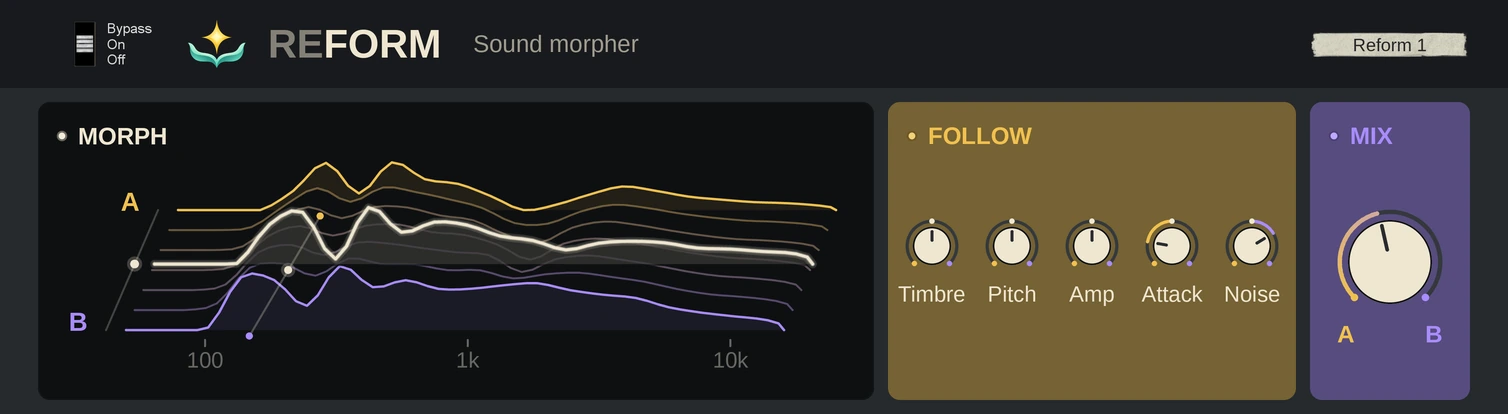 Bypass
On
Off
REFORM
Sound morpher
Reform 1
MORPH
A
B
100
1k
10k
FOLLOW
Timbre
Pitch
Amp
Attack
Noise
MIX
A
B